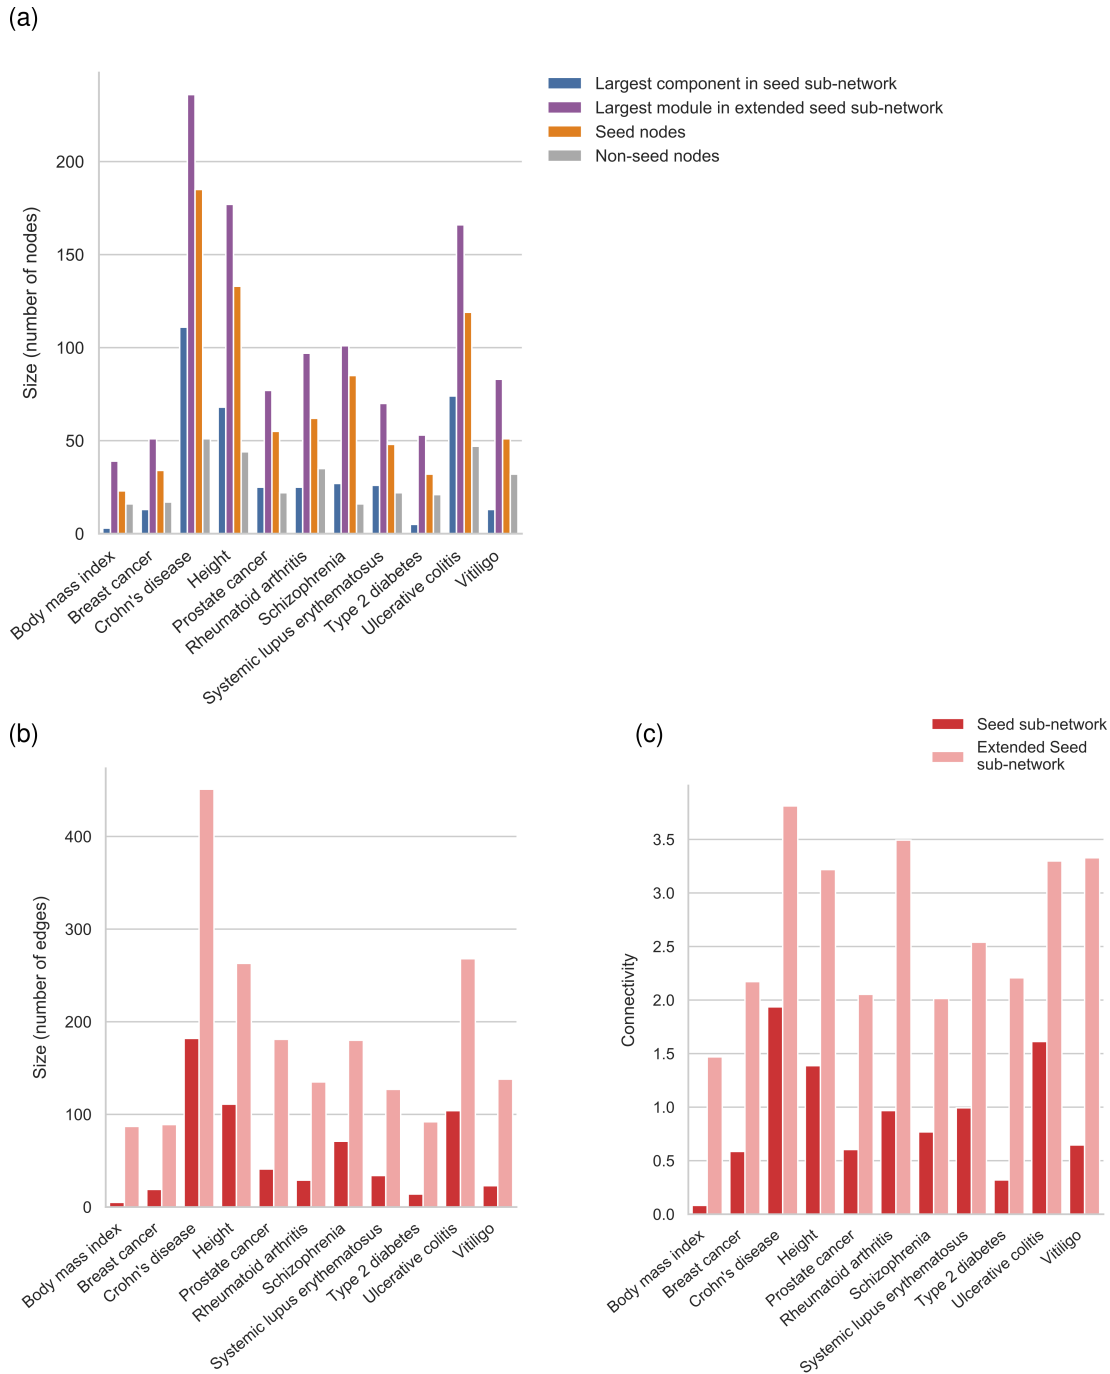 (a)
Largest component in seed sub-network
Largest module in extended seed sub-network
Seed nodes
Non-seed nodes
Size (number of nodes)
200
150
100
50
0
Body mass index
Breast cancer
Crohn's disease
Height
Prostate cancer
Rheumatoid arthritis
Schizophrenia
Systemic lupus erythematosus
Type 2 diabetes
Ulcerative colitis
Vitiligo
(b)
Size (number of edges)
400
300
200
100
0
Body mass index
Breast cancer
Crohn's disease
Height
Prostate cancer
Rheumatoid arthritis
Schizophrenia
Systemic lupus erythematosus
Type 2 diabetes
Ulcerative colitis
Vitiligo
(c)
Seed sub-network
Extended Seed
sub-network
Connectivity
3.5
3.0
2.5
2.0
1.5
1.0
0.5
0.0
Body mass index
Breast cancer
Crohn's disease
Height
Prostate cancer
Rheumatoid arthritis
Schizophrenia
Systemic lupus erythematosus
Type 2 diabetes
Ulcerative colitis
Vitiligo